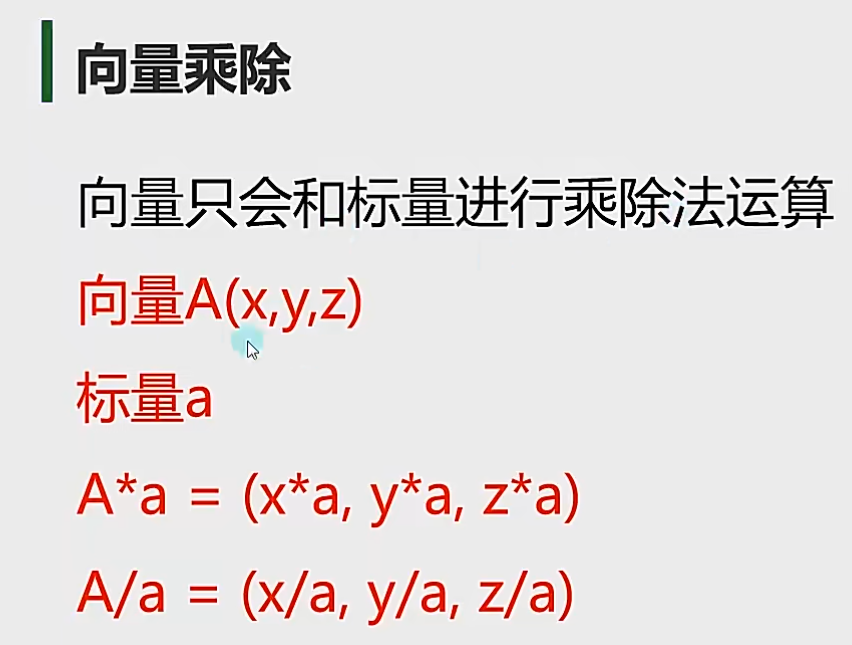 向量乘除
向量只会和标量进行乘除法运算
向量A(x,y,z)
标量a
A*a = (x*a, y*a, z*a)
A/a = (x/a, y/a, z/a)